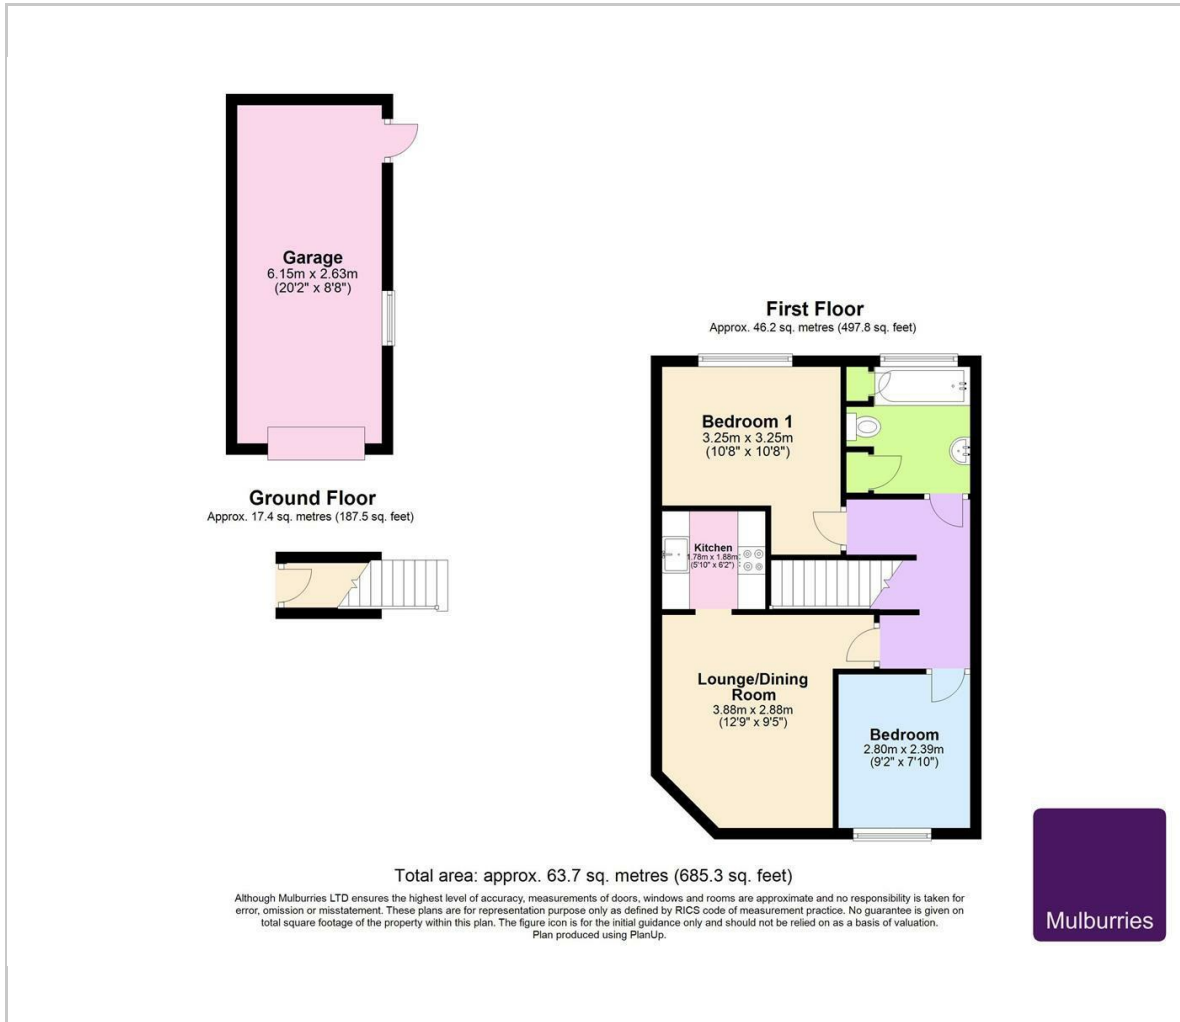 Garage
6.15m x 2.63m
(20'2" x 8'8")
Ground Floor
Approx. 17.4 sq. metres (187.5 sq. feet)
First Floor
Approx. 46.2 sq. metres (497.8 sq. feet)
Bedroom 1
3.25m x 3.25m
(10'8" x 10'8")
Kitchen
1.78m x 1.88m
(5'10" x 6'2")
Lounge/Dining
Room
3.88m x 2.88m
(12'9" x 9'5")
Bedroom
2.80m x 2.39m
(9'2" x 7'10")
Total area: approx. 63.7 sq. metres (685.3 sq. feet)
Although Mulburries LTD ensures the highest level of accuracy, measurements of doors, windows and rooms are approximate and no responsibility is taken for
error, omission or misstatement. These plans are for representation purpose only as defined by RICS code of measurement practice. No guarantee is given on
total square footage of the property within this plan. The figure icon is for the initial guidance only and should not be relied on as a basis of valuation.
Plan produced using PlanUp.
Mulburries